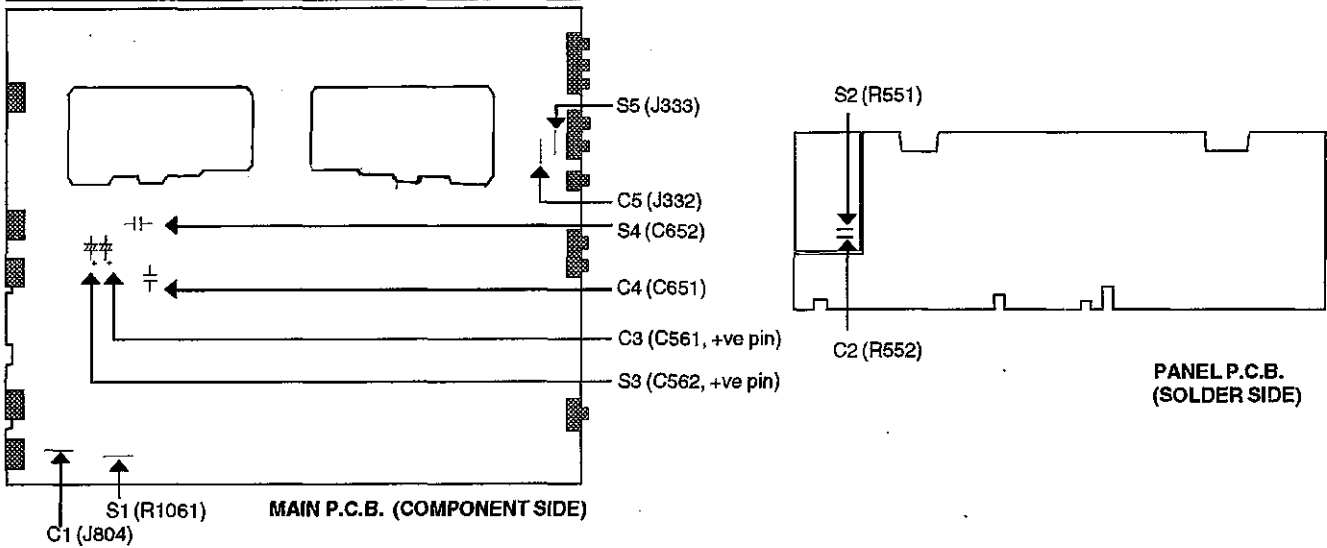 S5 (J333)
C5 (J332)
S4 (C652)
C4 (C651)
C3 (C561, +ve pin)
S3 (C562, +ve pin)
S1 (R1061)
C1 (J804)
MAIN P.C.B. (COMPONENT SIDE)
S2 (R551)
C2 (R552)
PANEL P.C.B.
(SOLDER SIDE)